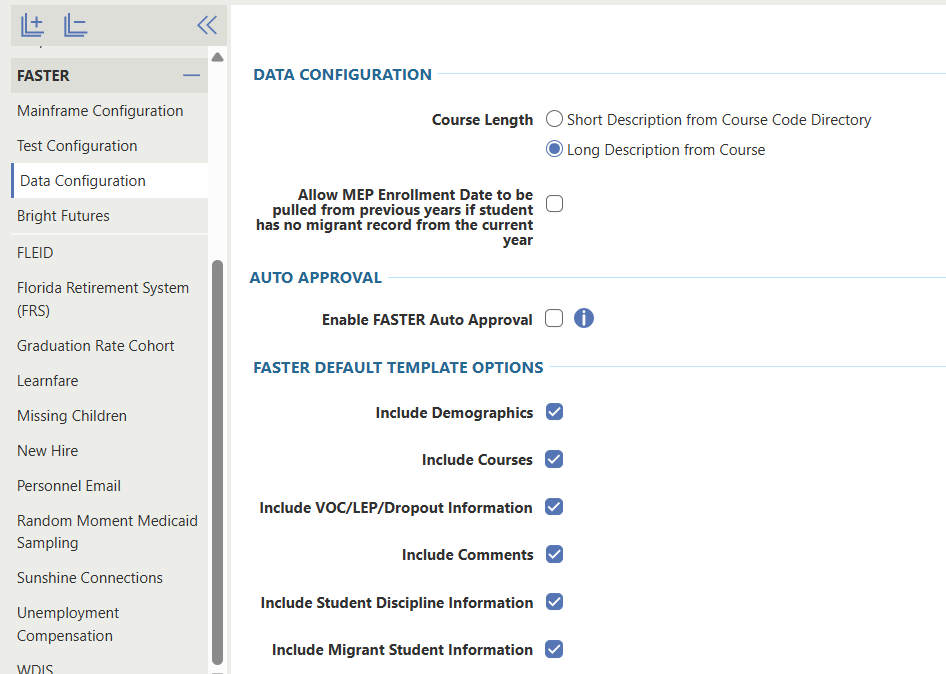 FASTER
Mainframe Configuration
Test Configuration
Data Configuration
Bright Futures
FLEID
Florida Retirement System
(FRS)
Graduation Rate Cohort
Learnfare
Missing Children
New Hire
Personnel Email
Random Moment Medicaid
Sampling
Sunshine Connections
Unemployment
Compensation
WDIS
DATA CONFIGURATION
Course Length
Short Description from Course Code Directory
Long Description from Course
Allow MEP Enrollment Date to be
pulled from previous years if student
has no migrant record from the current
year
AUTO APPROVAL
Enable FASTER Auto Approval
FASTER DEFAULT TEMPLATE OPTIONS
Include Demographics
Include Courses
Include VOC/LEP/Dropout Information
Include Comments
Include Student Discipline Information
Include Migrant Student Information